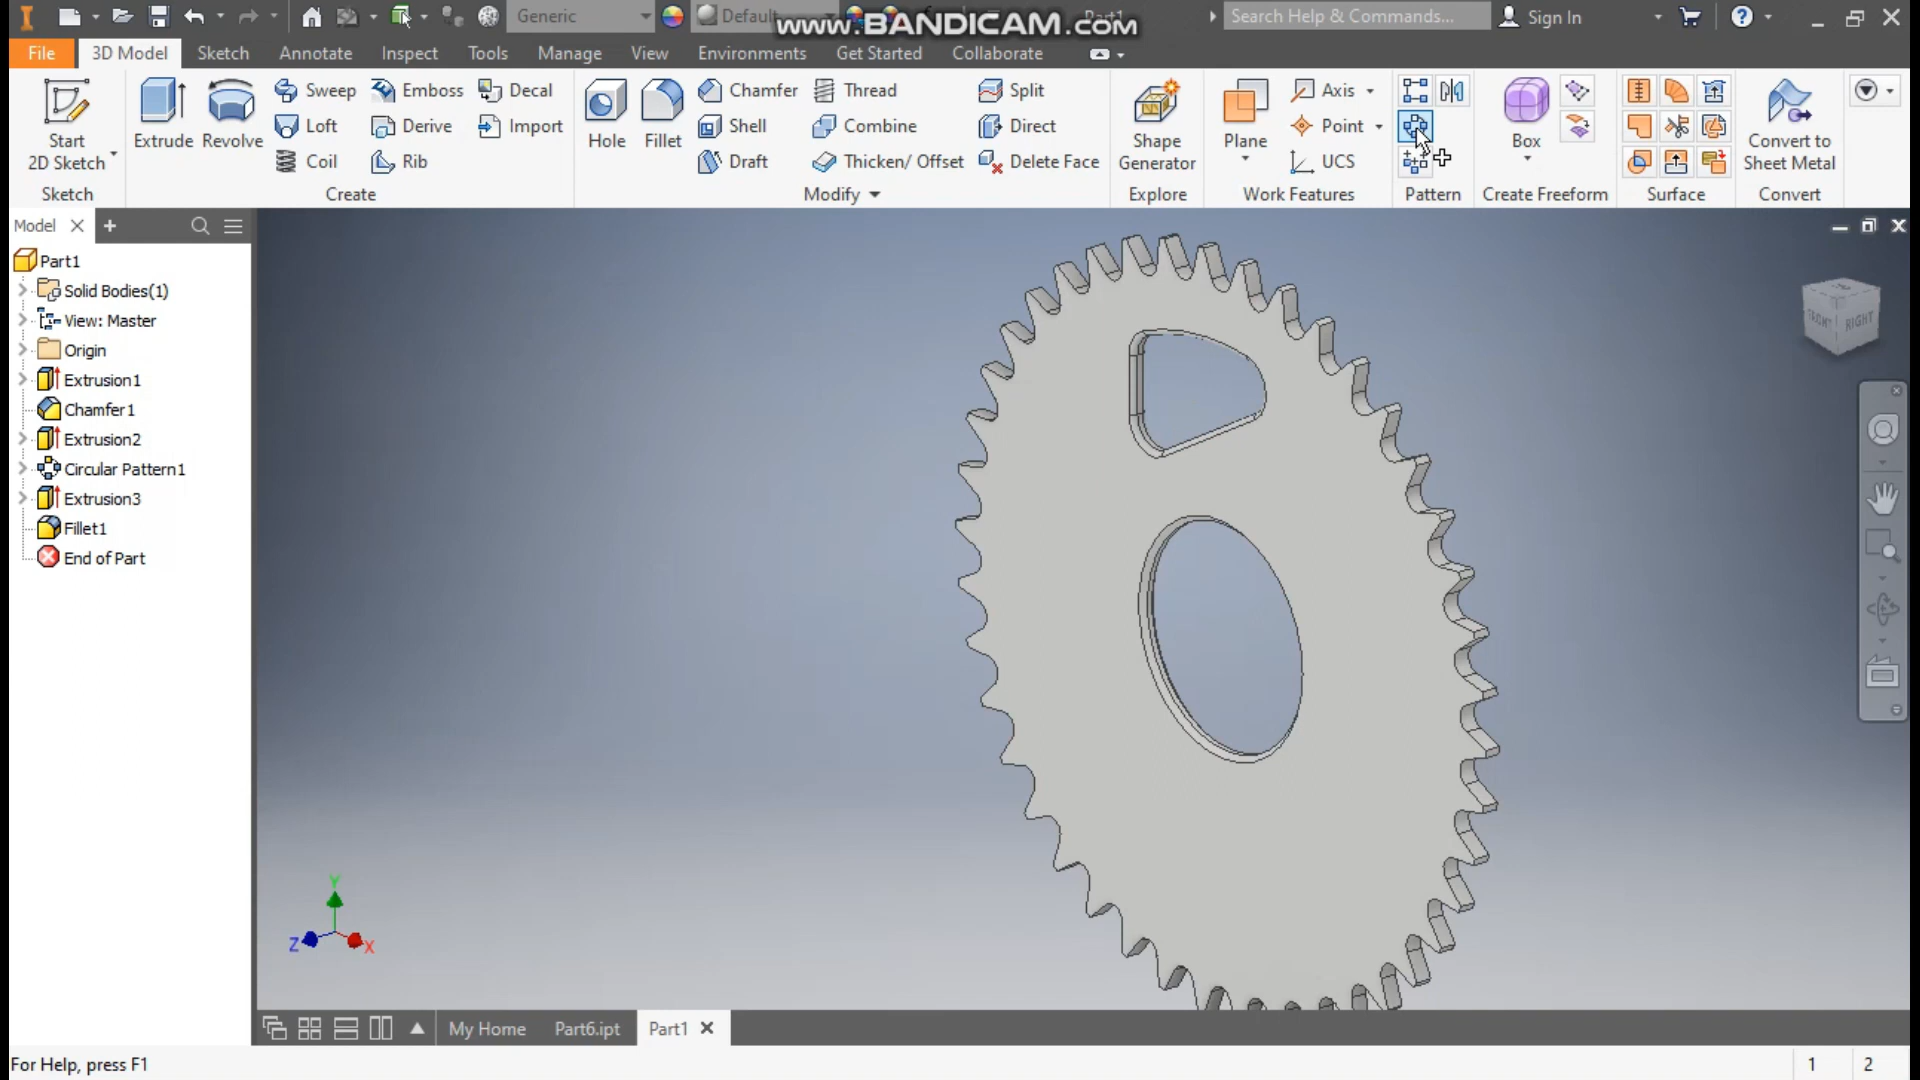 Generic
Default
www.BANDICAM.com
Part1
Search Help & Commands...
Sign In
File
3D Model
Sketch
Annotate
Inspect
Tools
Manage
View
Environments
Get Started
Collaborate
Start
2D Sketch
Sketch
Extrude
Revolve
Sweep
Loft
Coil
Emboss
Derive
Rib
Decal
Import
Create
Hole
Fillet
Chamfer
Shell
Draft
Thread
Combine
Thicken/ Offset
Split
Direct
Delete Face
Modify
Shape
Generator
Explore
Plane
Axis
Point
UCS
Work Features
Pattern
Box
Create Freeform
Surface
Convert to
Sheet Metal
Convert
Model
Part1
Solid Bodies(1)
View: Master
Origin
Extrusion1
Chamfer1
Extrusion2
Circular Pattern1
Extrusion3
Fillet1
End of Part
FRONT
RIGHT
Y
Z
X
My Home
Part6.ipt
Part1
For Help, press F1
1
2